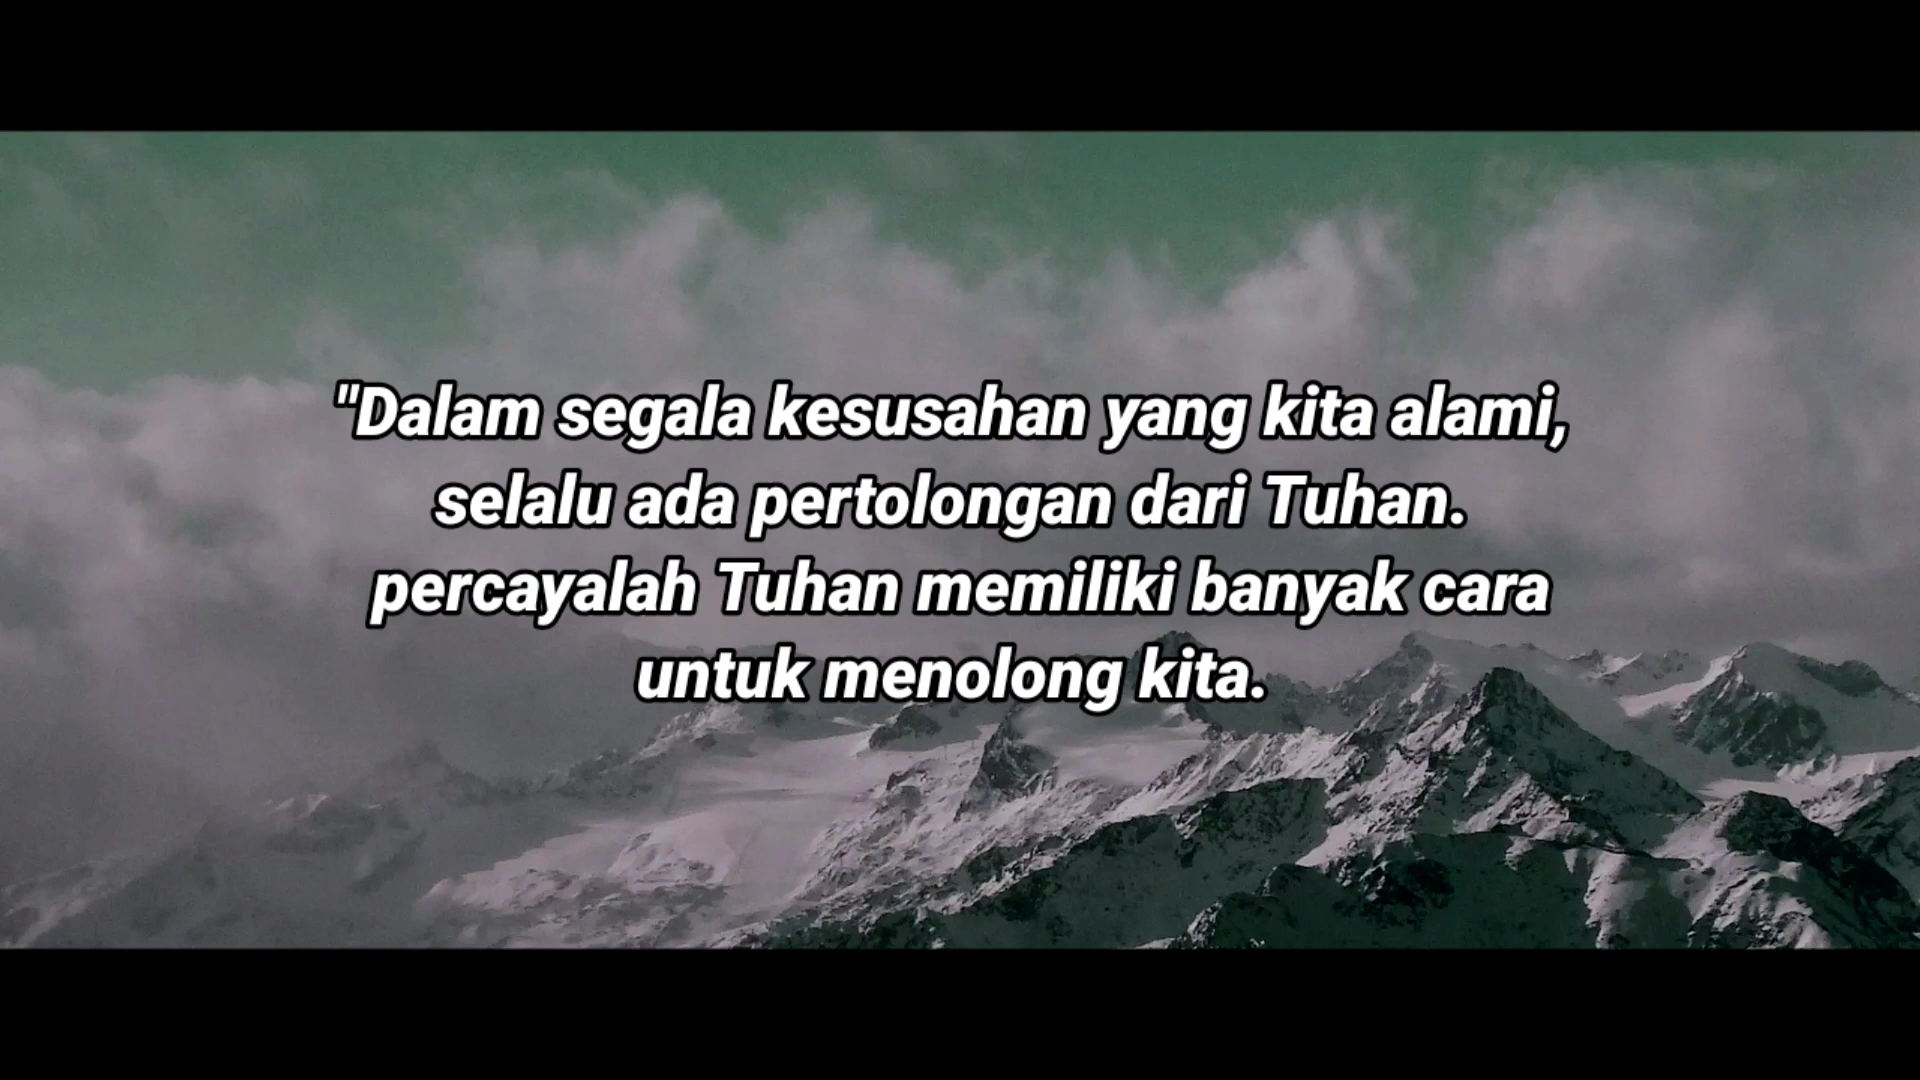 "Dalam segala kesusahan yang kita alami,
selalu ada pertolongan dari Tuhan.
percayalah Tuhan memiliki banyak cara
untuk menolong kita.